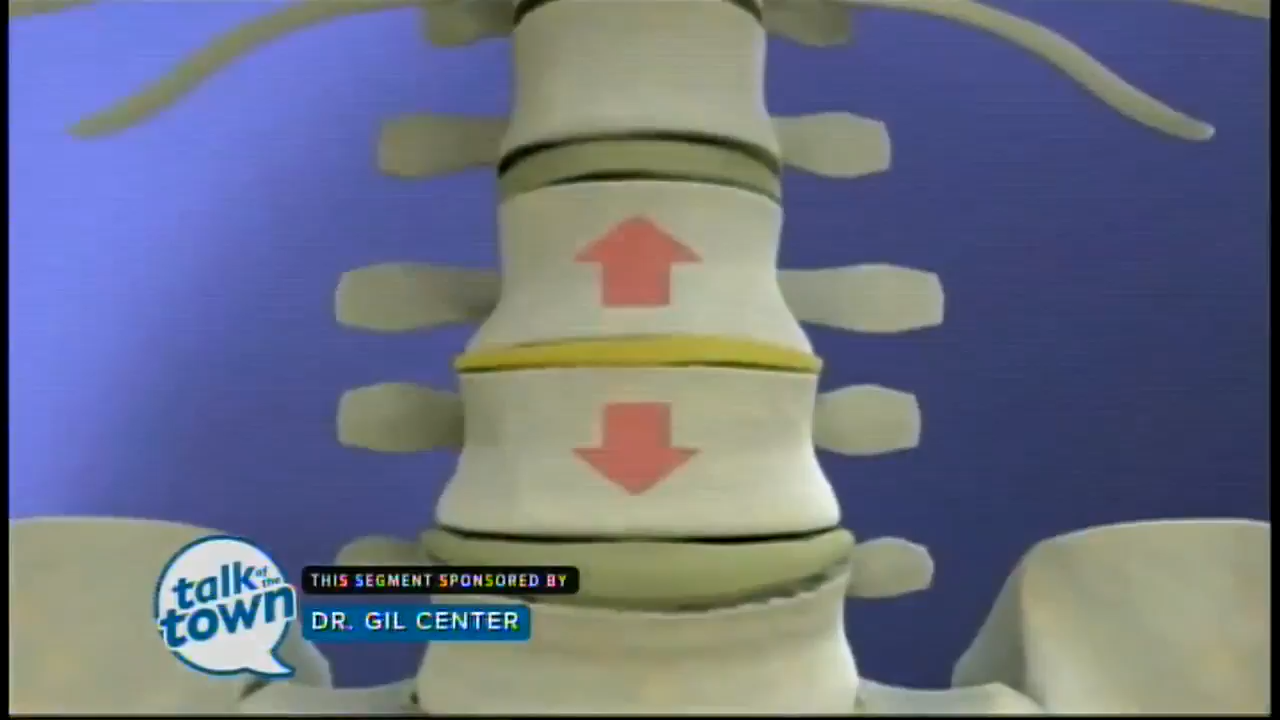 talk of the
town
THIS SEGMENT SPONSORED BY
DR. GIL CENTER